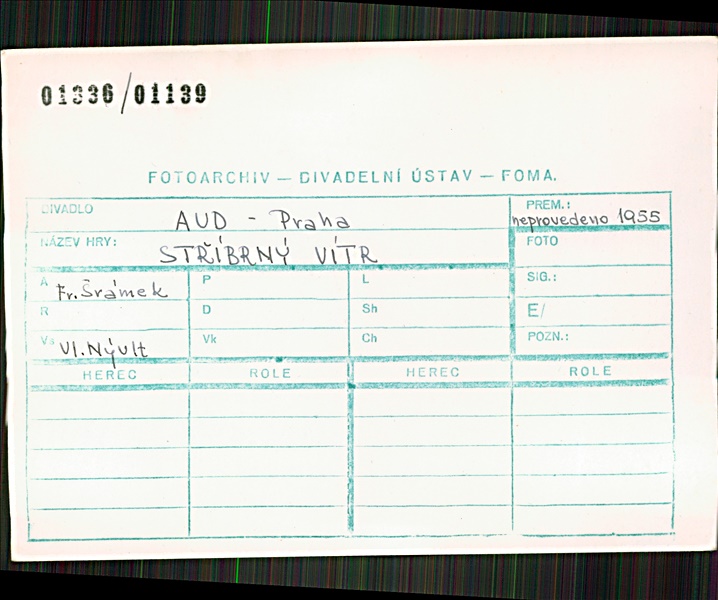 01336/01139
FOTOARCHIV — DIVADELNÍ ÚSTAV — FOMA.
DIVADLO AUD - Praha
PREM.: neprovedeno 1955
NÁZEV HRY: STŘÍBRNÝ VÍTR
FOTO
A Fr. Šrámek P L SIG.:
R D Sh E/
Vs Vl. Nývlt Vk Ch POZN.:
HEREC ROLE HEREC ROLE